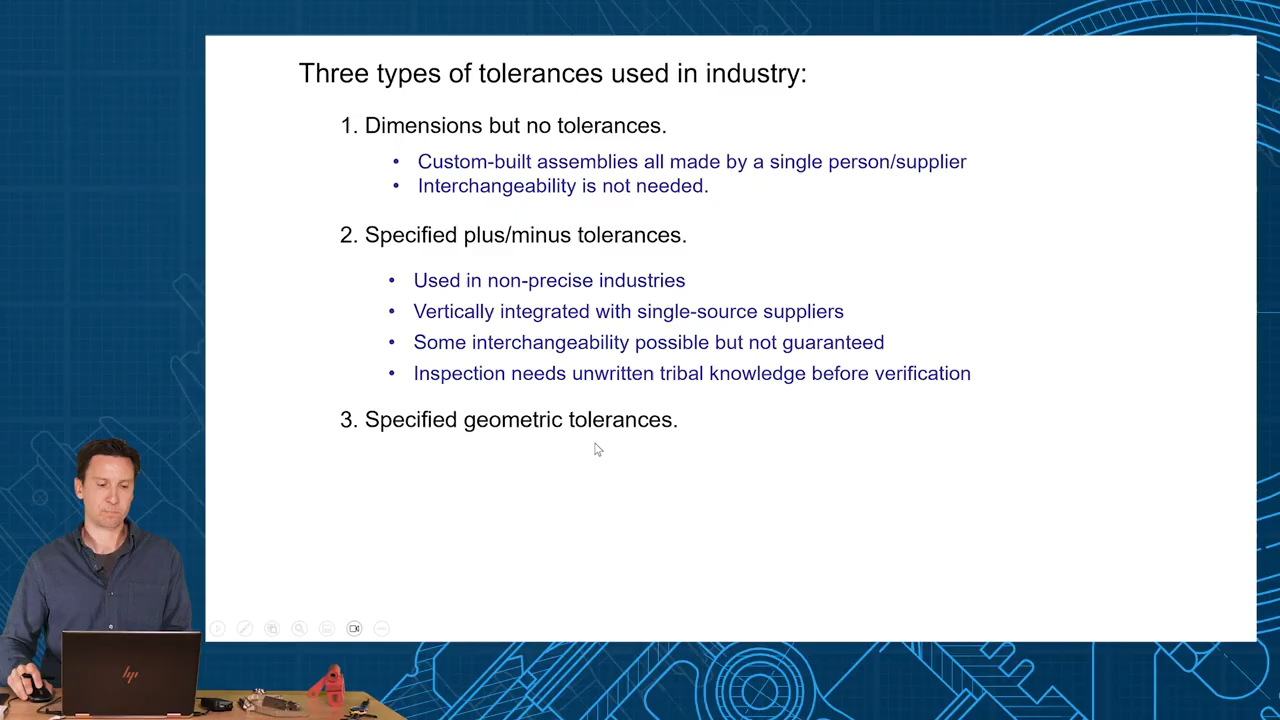 Three types of tolerances used in industry:
1. Dimensions but no tolerances.
• Custom-built assemblies all made by a single person/supplier
• Interchangeability is not needed.
2. Specified plus/minus tolerances.
• Used in non-precise industries
• Vertically integrated with single-source suppliers
• Some interchangeability possible but not guaranteed
• Inspection needs unwritten tribal knowledge before verification
3. Specified geometric tolerances.
hp